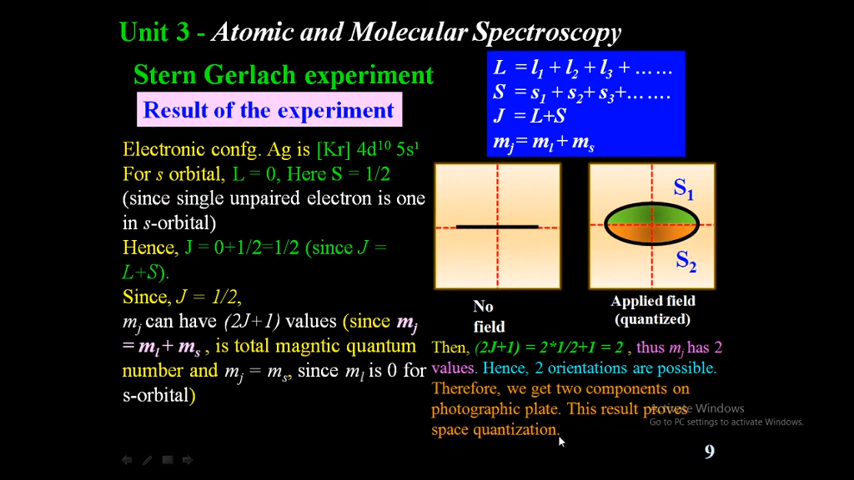 Unit 3 - Atomic and Molecular Spectroscopy
Stern Gerlach experiment
Result of the experiment
L = l1 + l2 + l3 + ……
S = s1 + s2+ s3+…….
J = L+S
mj= ml + ms
Electronic confg. Ag is [Kr] 4d¹⁰ 5s¹
For s orbital, L = 0, Here S = 1/2
(since single unpaired electron is one
in s-orbital)
Hence, J = 0+1/2=1/2 (since J =
L+S).
Since, J = 1/2,
mj can have (2J+1) values (since mj
= ml + ms , is total magntic quantum
number and mj = ms, since ml is 0 for
s-orbital)
S1
S2
No
field
Applied field
(quantized)
Then, (2J+1) = 2*1/2+1 = 2 , thus mj has 2
values. Hence, 2 orientations are possible.
Therefore, we get two components on
photographic plate. This result proves
space quantization.
Activate Windows
Go to PC settings to activate Windows.
9